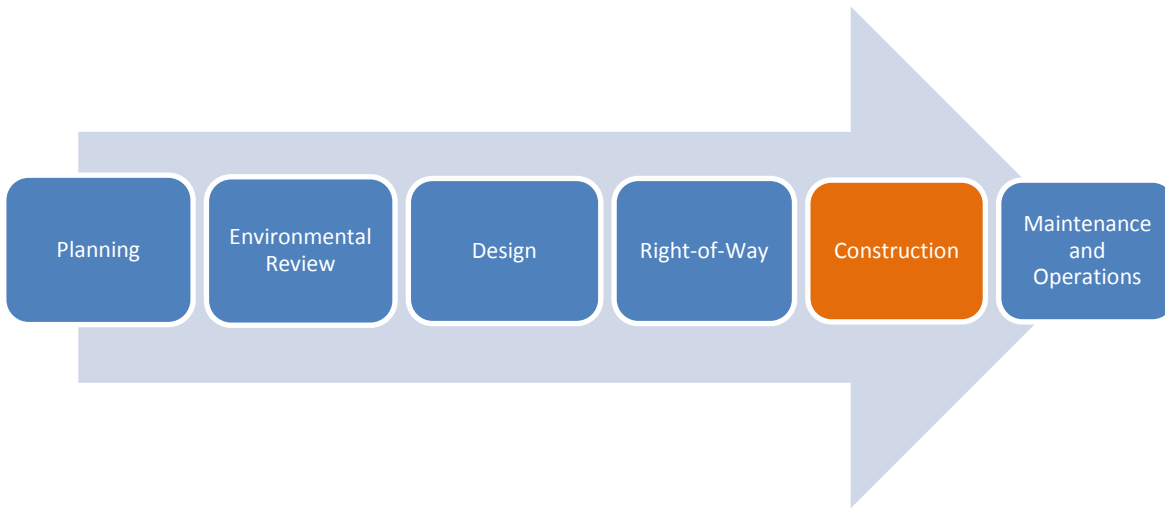 Planning
Environmental
Review
Design
Right-of-Way
Construction
Maintenance
and
Operations